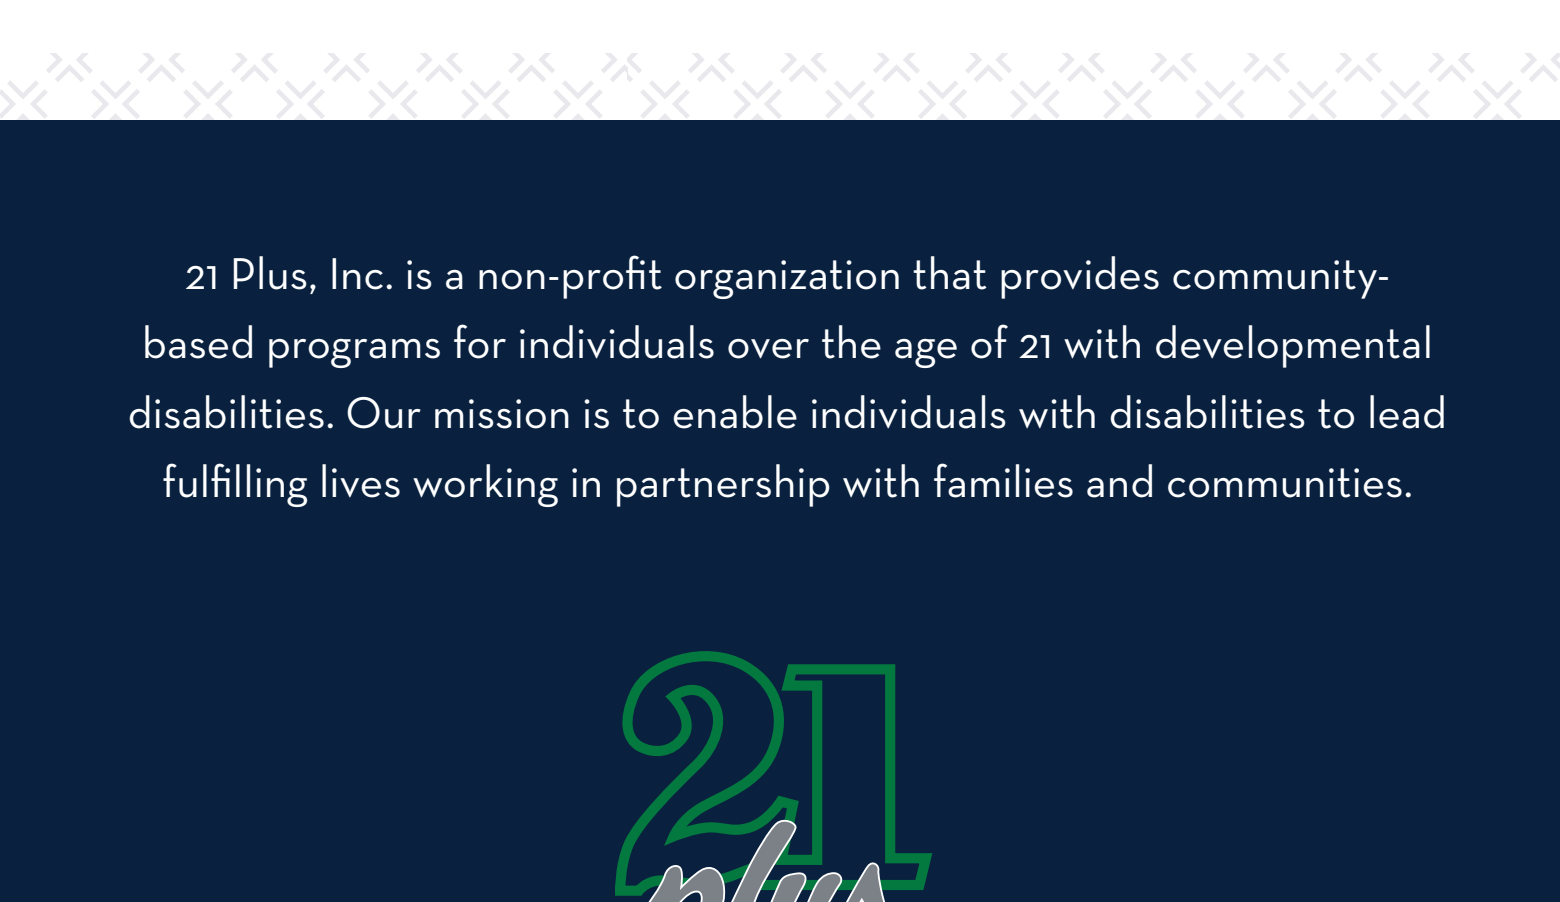 21 Plus, Inc. is a non-profit organization that provides community-
based programs for individuals over the age of 21 with developmental
disabilities. Our mission is to enable individuals with disabilities to lead
fulfilling lives working in partnership with families and communities.
21
plus